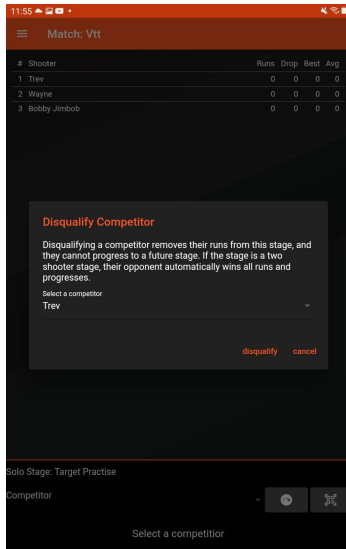 11:55
Match: Vtt
# Shooter Runs Drop Best Avg
1 Trev 0 0 0 0
2 Wayne 0 0 0 0
3 Bobby Jimbob 0 0 0 0
Disqualify Competitor
Disqualifying a competitor removes their runs from this stage, and
they cannot progress to a future stage. If the stage is a two
shooter stage, their opponent automatically wins all runs and
progresses.
Select a competitor
Trev
disqualify cancel
Solo Stage: Target Practise
Competitor
Select a competitior